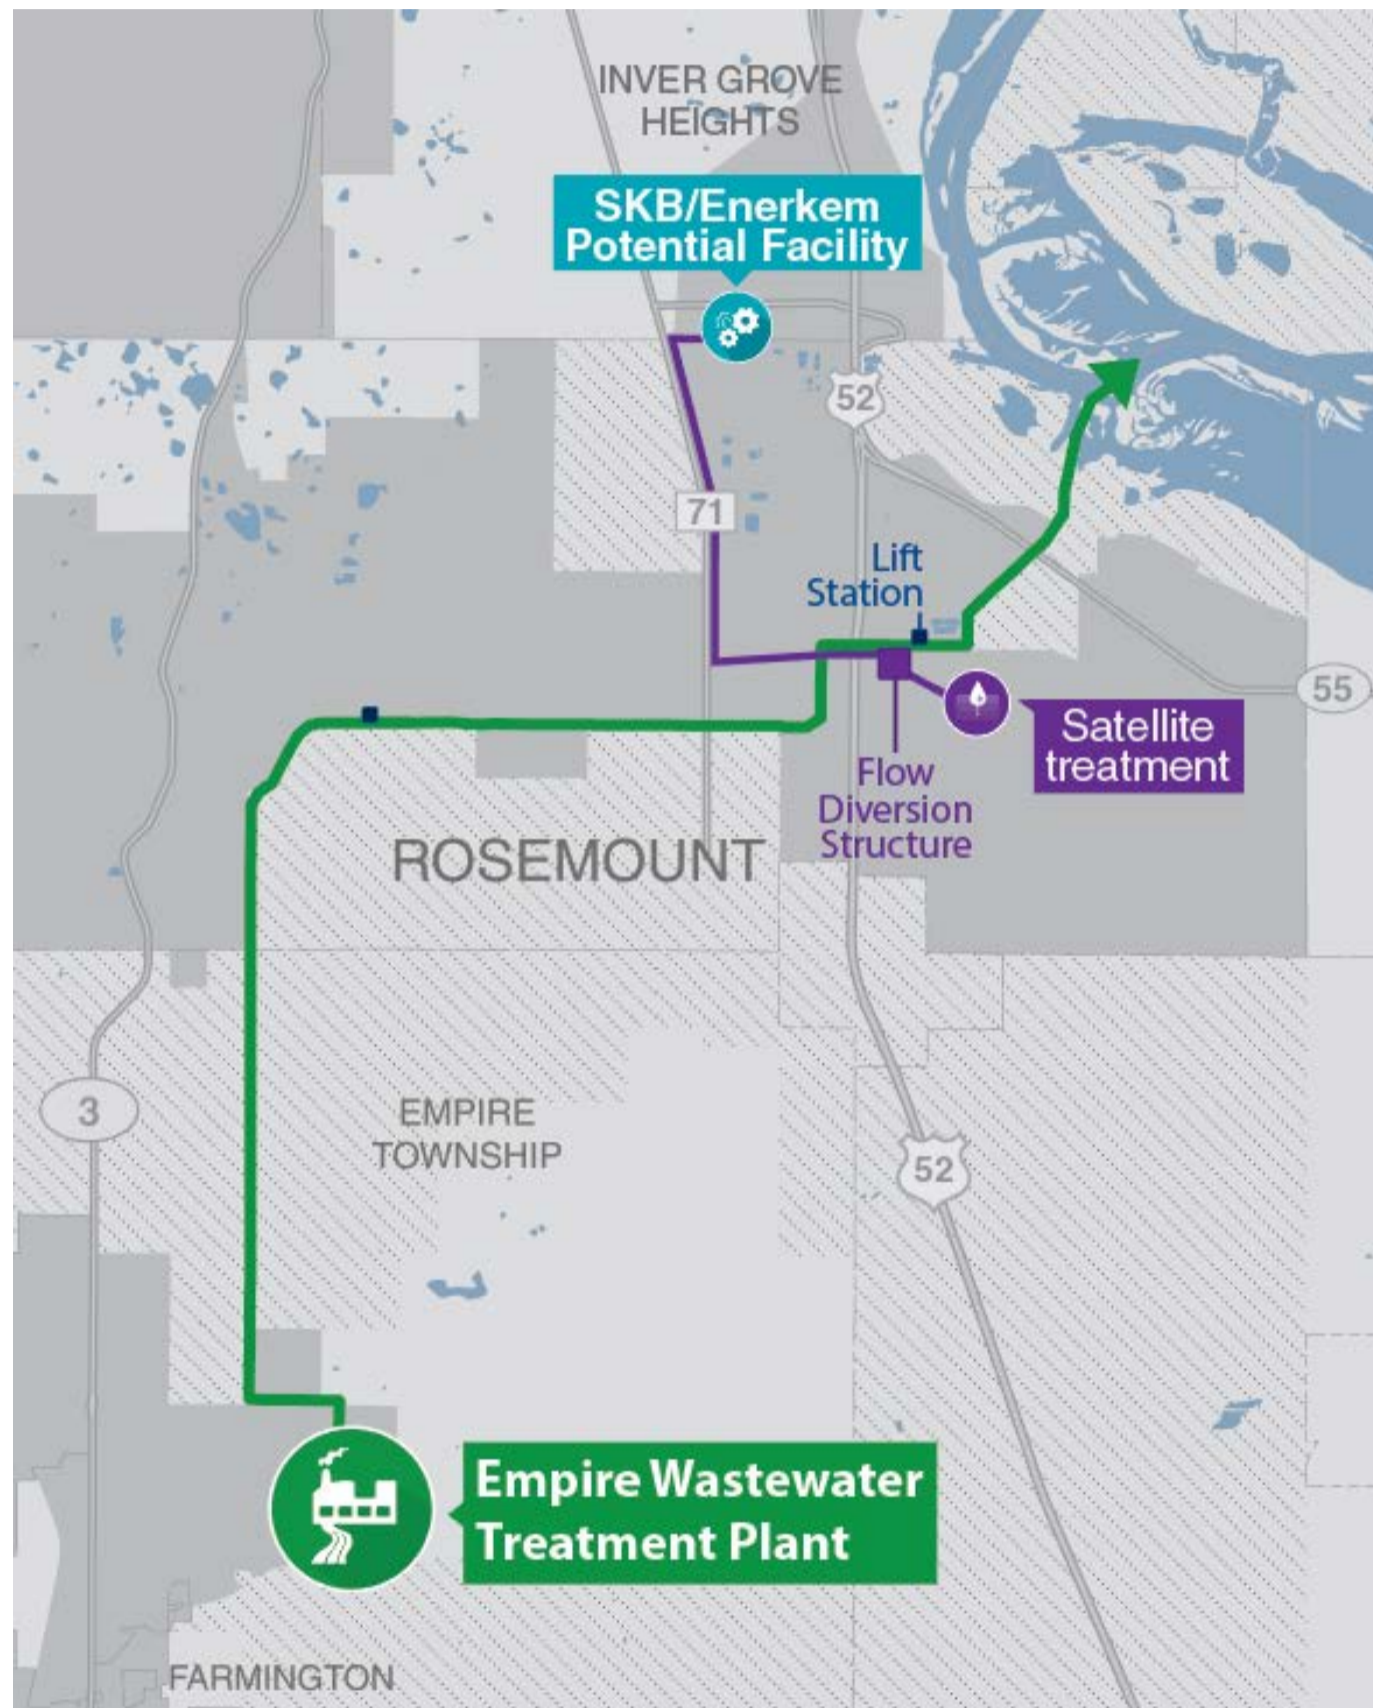 INVER GROVE
HEIGHTS
SKB/Enerkem
Potential Facility
52
71
Lift
Station
55
Satellite
treatment
Flow
Diversion
Structure
ROSEMOUNT
3
EMPIRE
TOWNSHIP
52
Empire Wastewater
Treatment Plant
FARMINGTON